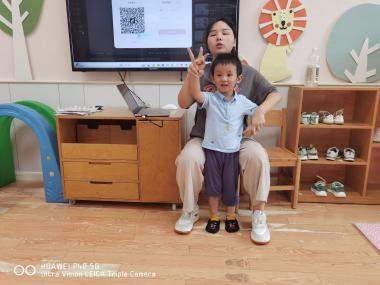 HUAWEI P40 5G
Ultra Vision LEICA Triple Camera